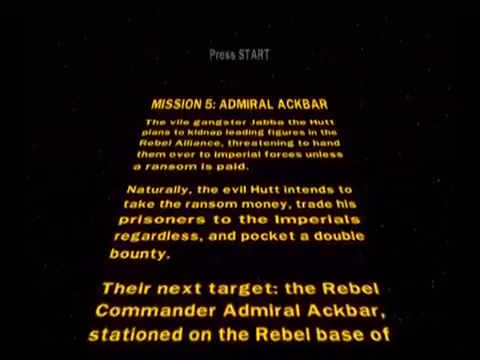 Press START
MISSION 5: ADMIRAL ACKBAR
The vile gangster Jabba the Hutt
plans to kidnap leading figures in the
Rebel Alliance, threatening to hand
them over to Imperial forces unless
a ransom is paid.
Naturally, the evil Hutt intends to
take the ransom money, trade his
prisoners to the Imperials
regardless, and pocket a double
bounty.
Their next target: the Rebel
Commander Admiral Ackbar,
stationed on the Rebel base of